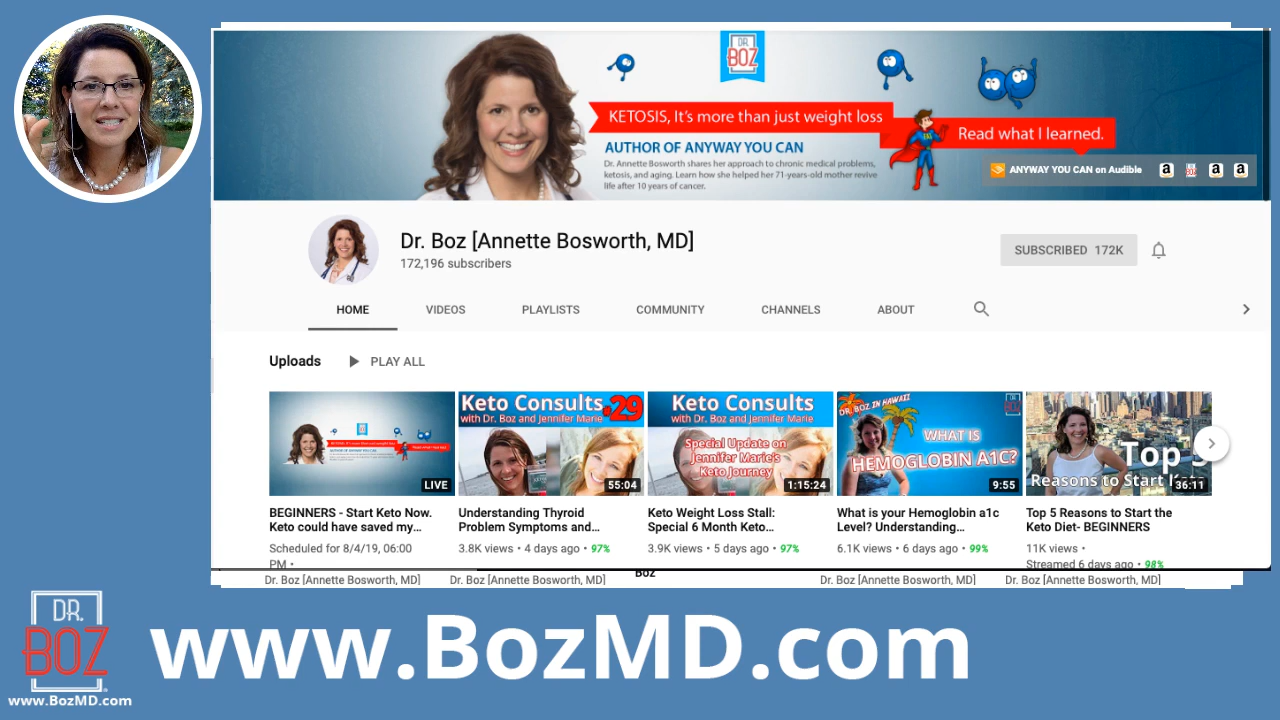 DR.
BOZ
KETOSIS, It's more than just weight loss
Read what I learned.
AUTHOR OF ANYWAY YOU CAN
Dr. Annette Bosworth shares her approach to chronic medical problems,
ketosis, and aging. Learn how she helped her 71-years-old mother revive
life after 10 years of cancer.
ANYWAY YOU CAN on Audible
Dr. Boz [Annette Bosworth, MD]
172,196 subscribers
SUBSCRIBED 172K
HOME VIDEOS PLAYLISTS COMMUNITY CHANNELS ABOUT
Uploads PLAY ALL
LIVE
Keto Consults #29
with Dr. Boz and Jennifer Marie
55:04
Keto Consults
with Dr. Boz and Jennifer Marie
Special Update on
Jennifer Marie's
Keto Journey
1:15:24
DR. BOZ IN HAWAII
WHAT IS
HEMOGLOBIN A1C?
9:55
Top 5
Reasons to Start Keto
36:11
BEGINNERS - Start Keto Now.
Keto could have saved my...
Scheduled for 8/4/19, 06:00
PM •
Understanding Thyroid
Problem Symptoms and...
3.8K views • 4 days ago • 97%
Keto Weight Loss Stall:
Special 6 Month Keto...
3.9K views • 5 days ago • 97%
What is your Hemoglobin a1c
Level? Understanding...
6.1K views • 6 days ago • 99%
Top 5 Reasons to Start the
Keto Diet- BEGINNERS
11K views •
Streamed 6 days ago • 98%
Dr. Boz [Annette Bosworth, MD] Dr. Boz [Annette Bosworth, MD] Boz Dr. Boz [Annette Bosworth, MD] Dr. Boz [Annette Bosworth, MD]
DR.
BOZ
www.BozMD.com
www.BozMD.com